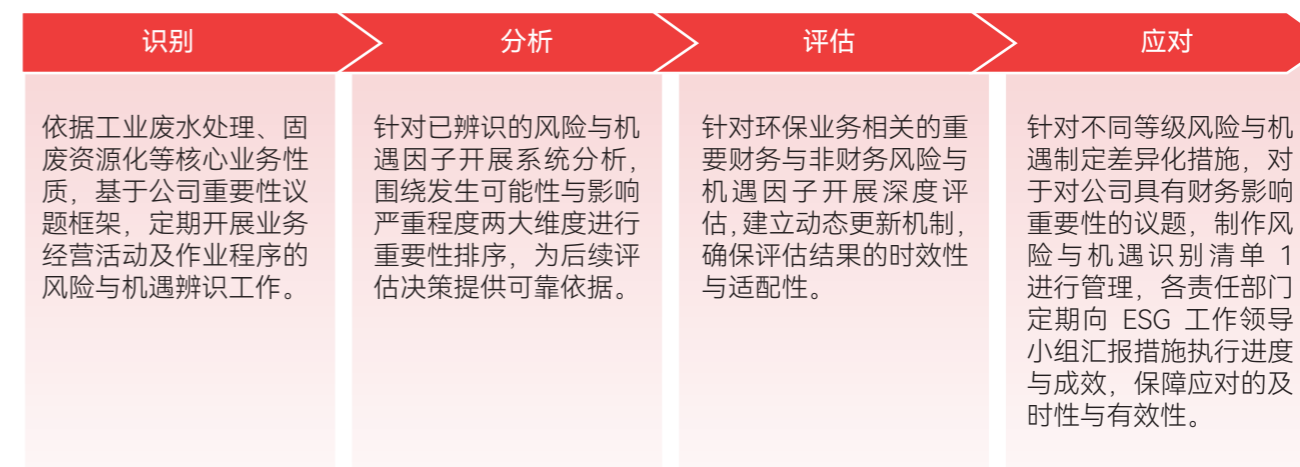 识别
依据工业废水处理、固
废资源化等核心业务性
质，基于公司重要性议
题框架，定期开展业务
经营活动及作业程序的
风险与机遇辨识工作。
分析
针对已辨识的风险与机
遇因子开展系统分析，
围绕发生可能性与影响
严重程度两大维度进行
重要性排序，为后续评
估决策提供可靠依据。
评估
针对环保业务相关的重
要财务与非财务风险与
机遇因子开展深度评
估，建立动态更新机制，
确保评估结果的时效性
与适配性。
应对
针对不同等级风险与机
遇制定差异化措施，对
于对公司具有财务影响
重要性的议题，制作风
险与机遇识别清单 1
进行管理，各责任部门
定期向 ESG 工作领导
小组汇报措施执行进度
与成效，保障应对的及
时性与有效性。